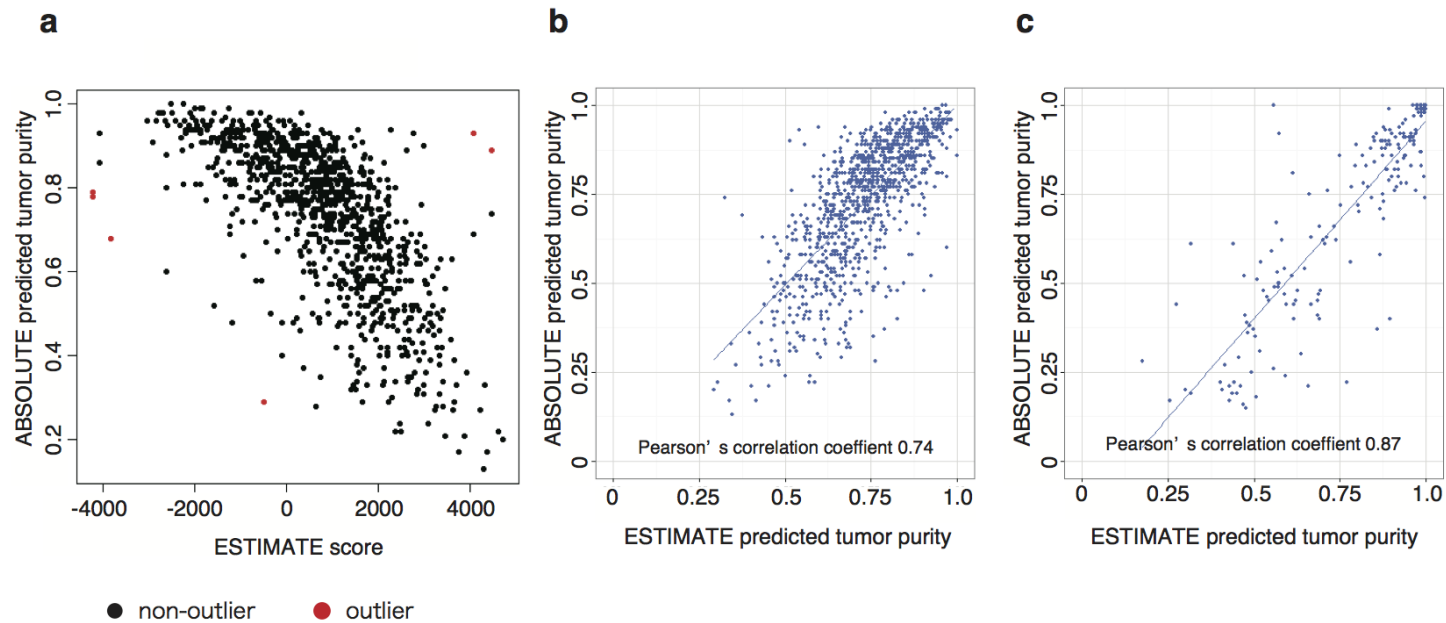 a
b
c
ABSOLUTE predicted tumor purity
1.0
0.8
0.6
0.4
0.2
-4000
-2000
0
2000
4000
ESTIMATE score
non-outlier
outlier
ABSOLUTE predicted tumor purity
1.0
0.75
0.5
0.25
0
Pearson’ s correlation coeffient 0.74
0
0.25
0.5
0.75
1.0
ESTIMATE predicted tumor purity
ABSOLUTE predicted tumor purity
1.0
0.75
0.5
0.25
0
Pearson’ s correlation coeffient 0.87
0
0.25
0.5
0.75
1.0
ESTIMATE predicted tumor purity